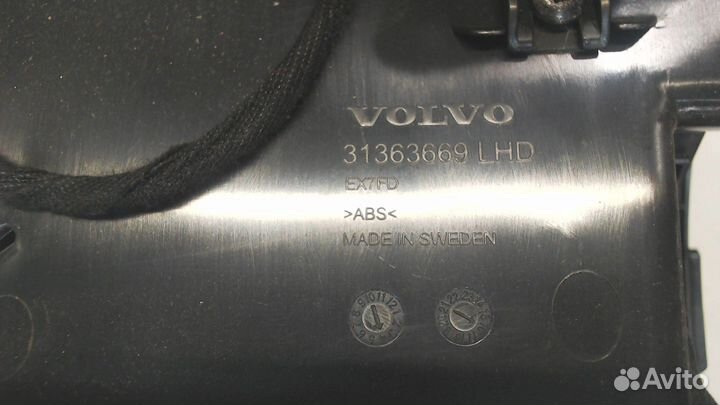 VOLVO
31363669 LHD
EX7FD
>ABS<
MADE IN SWEDEN
Avito